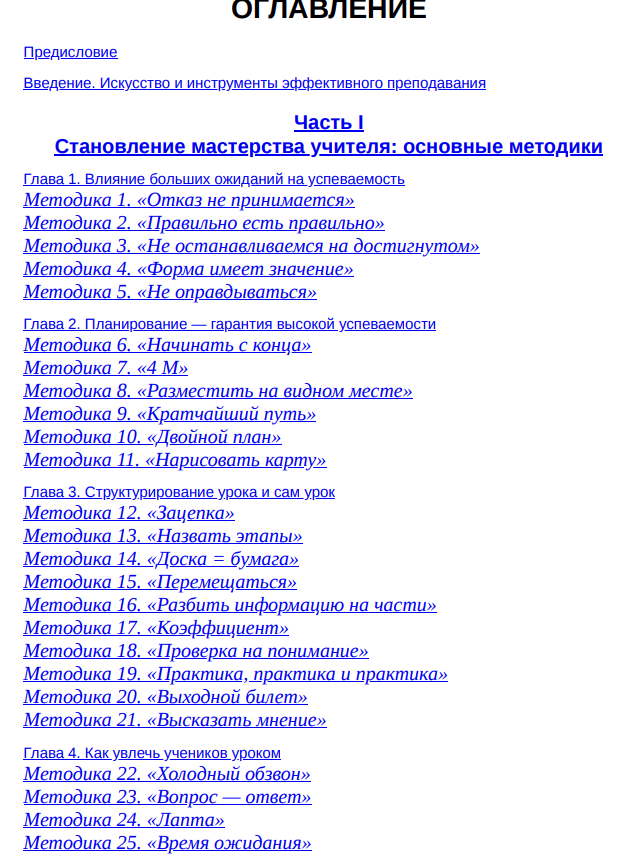 ОГЛАВЛЕНИЕ
Предисловие
Введение. Искусство и инструменты эффективного преподавания
Часть I
Становление мастерства учителя: основные методики
Глава 1. Влияние больших ожиданий на успеваемость
Методика 1. «Отказ не принимается»
Методика 2. «Правильно есть правильно»
Методика 3. «Не останавливаемся на достигнутом»
Методика 4. «Форма имеет значение»
Методика 5. «Не оправдываться»
Глава 2. Планирование — гарантия высокой успеваемости
Методика 6. «Начинать с конца»
Методика 7. «4 М»
Методика 8. «Разместить на видном месте»
Методика 9. «Кратчайший путь»
Методика 10. «Двойной план»
Методика 11. «Нарисовать карту»
Глава 3. Структурирование урока и сам урок
Методика 12. «Зацепка»
Методика 13. «Назвать этапы»
Методика 14. «Доска = бумага»
Методика 15. «Перемещаться»
Методика 16. «Разбить информацию на части»
Методика 17. «Коэффициент»
Методика 18. «Проверка на понимание»
Методика 19. «Практика, практика и практика»
Методика 20. «Выходной билет»
Методика 21. «Высказать мнение»
Глава 4. Как увлечь учеников уроком
Методика 22. «Холодный обзвон»
Методика 23. «Вопрос — ответ»
Методика 24. «Лапта»
Методика 25. «Время ожидания»